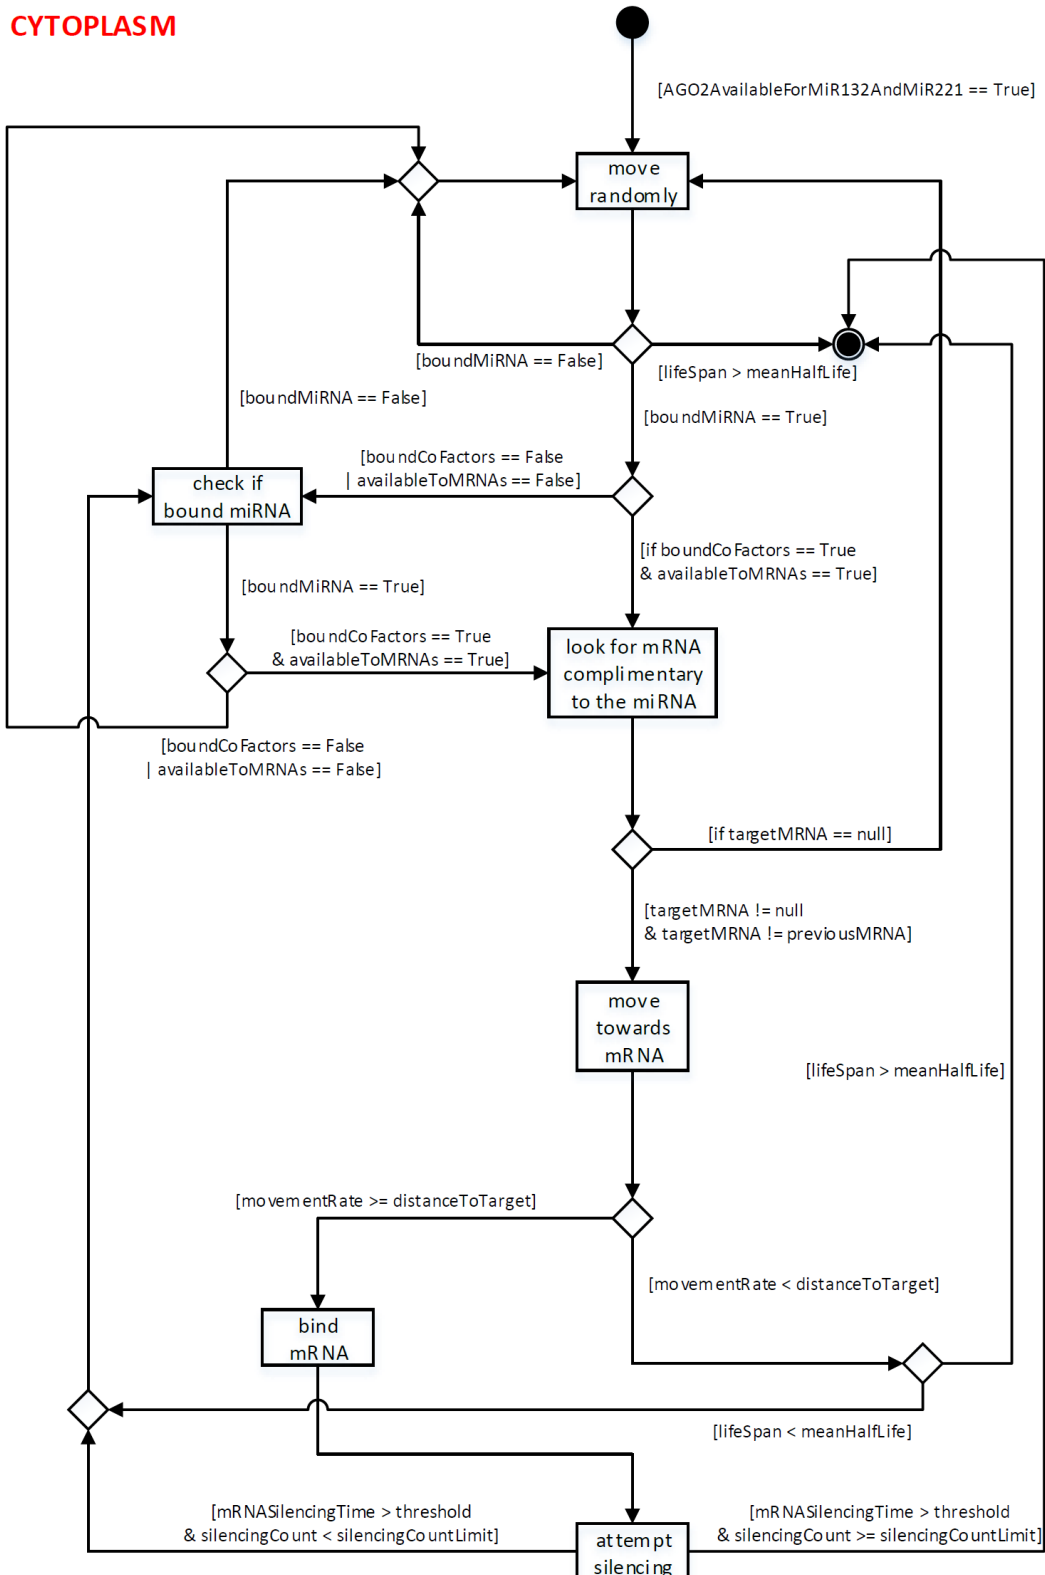 CYTOPLASM
[AGO2AvailableForMiR132AndMiR221 == True]
move
randomly
[boundMiRNA == False]
[lifeSpan > meanHalfLife]
[boundMiRNA == False]
[boundMiRNA == True]
[boundCoFactors == False
| availableToMRNAs == False]
check if
bound miRNA
[if boundCoFactors == True
& availableToMRNAs == True]
[boundMiRNA == True]
[boundCoFactors == True
& availableToMRNAs == True]
look for mRNA
complimentary
to the miRNA
[boundCoFactors == False
| availableToMRNAs == False]
[if targetMRNA == null]
[targetMRNA != null
& targetMRNA != previousMRNA]
move
towards
mRNA
[lifeSpan > meanHalfLife]
[movementRate >= distanceToTarget]
[movementRate < distanceToTarget]
bind
mRNA
[lifeSpan < meanHalfLife]
[mRNASilencingTime > threshold
& silencingCount < silencingCountLimit]
[mRNASilencingTime > threshold
& silencingCount >= silencingCountLimit]
attempt
silencing